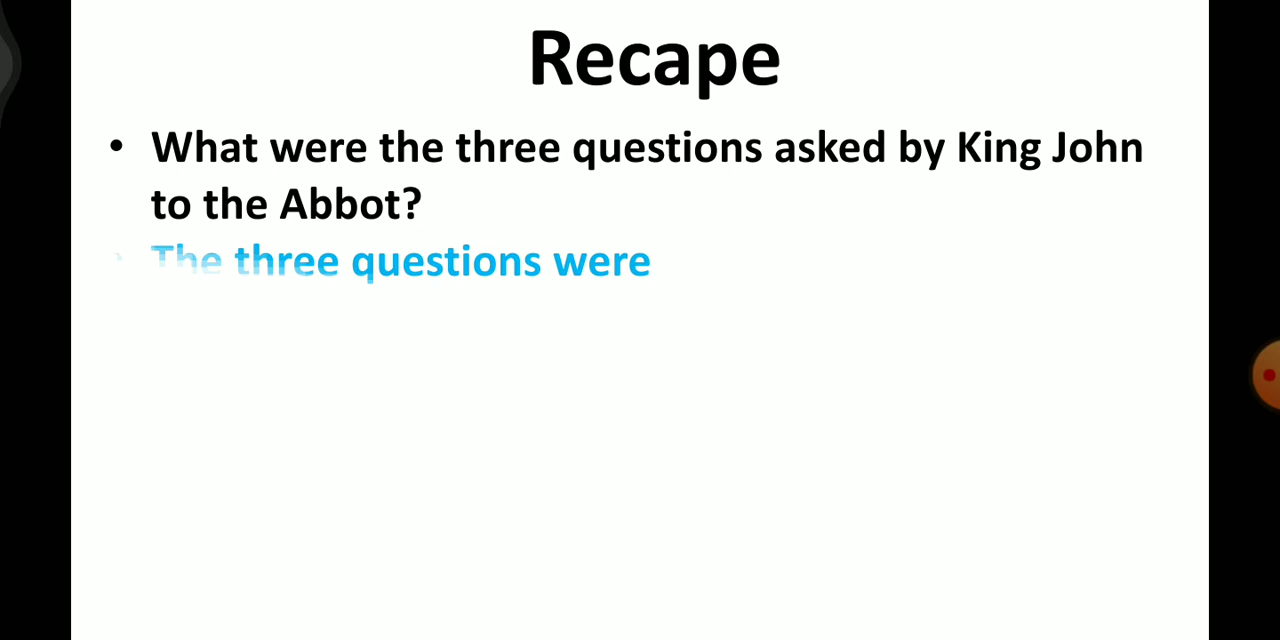 Recape
• What were the three questions asked by King John
to the Abbot?
• The three questions were